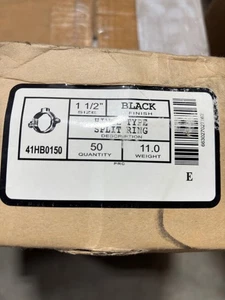 1 1/2" BLACK
SIZE FINISH
TYPE
SPLIT RING
DESCRIPTION
41HB0150 50 11.0
QUANTITY WEIGHT
E